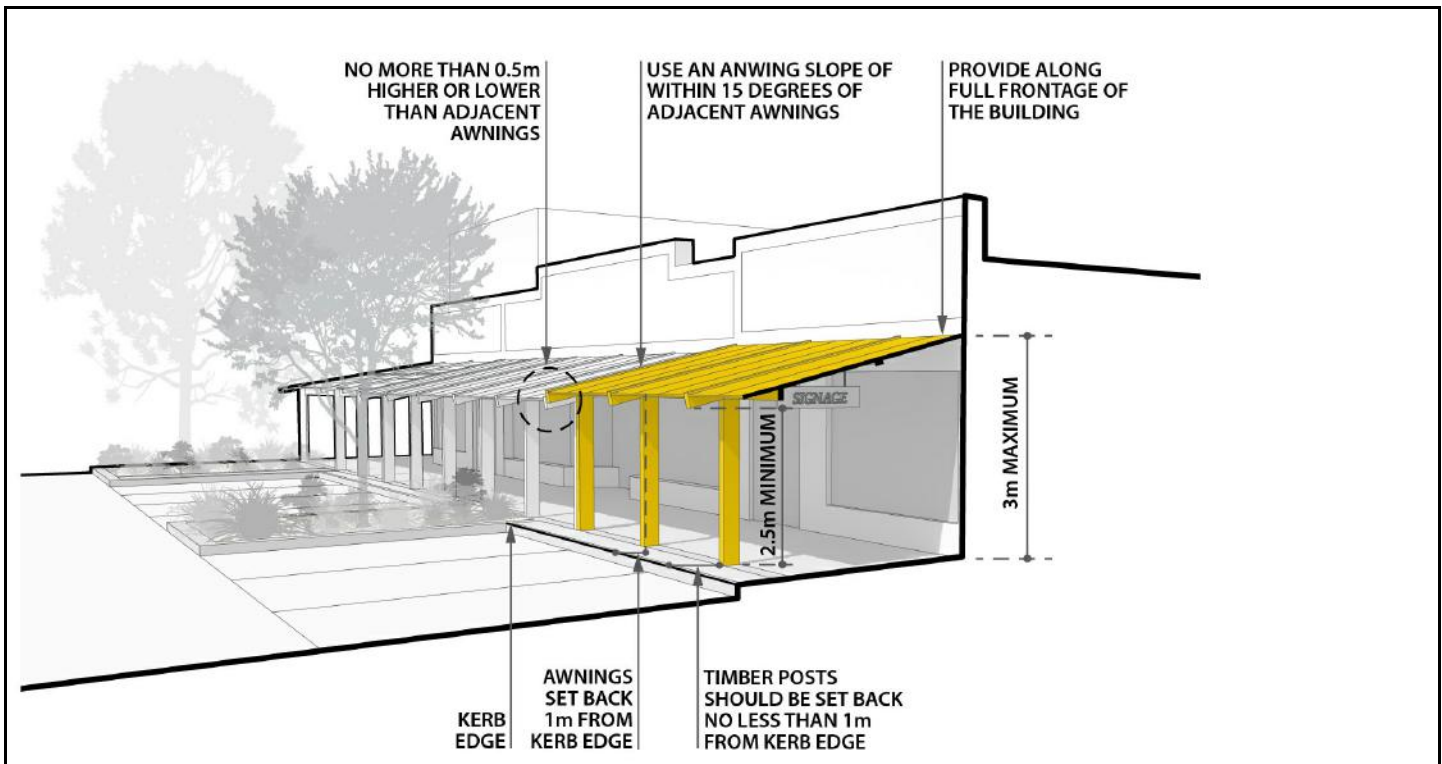 NO MORE THAN 0.5m
HIGHER OR LOWER
THAN ADJACENT
AWNINGS
USE AN ANWING SLOPE OF
WITHIN 15 DEGREES OF
ADJACENT AWNINGS
PROVIDE ALONG
FULL FRONTAGE OF
THE BUILDING
SIGNAGE
2.5m MINIMUM
3m MAXIMUM
KERB
EDGE
AWNINGS
SET BACK
1m FROM
KERB EDGE
TIMBER POSTS
SHOULD BE SET BACK
NO LESS THAN 1m
FROM KERB EDGE